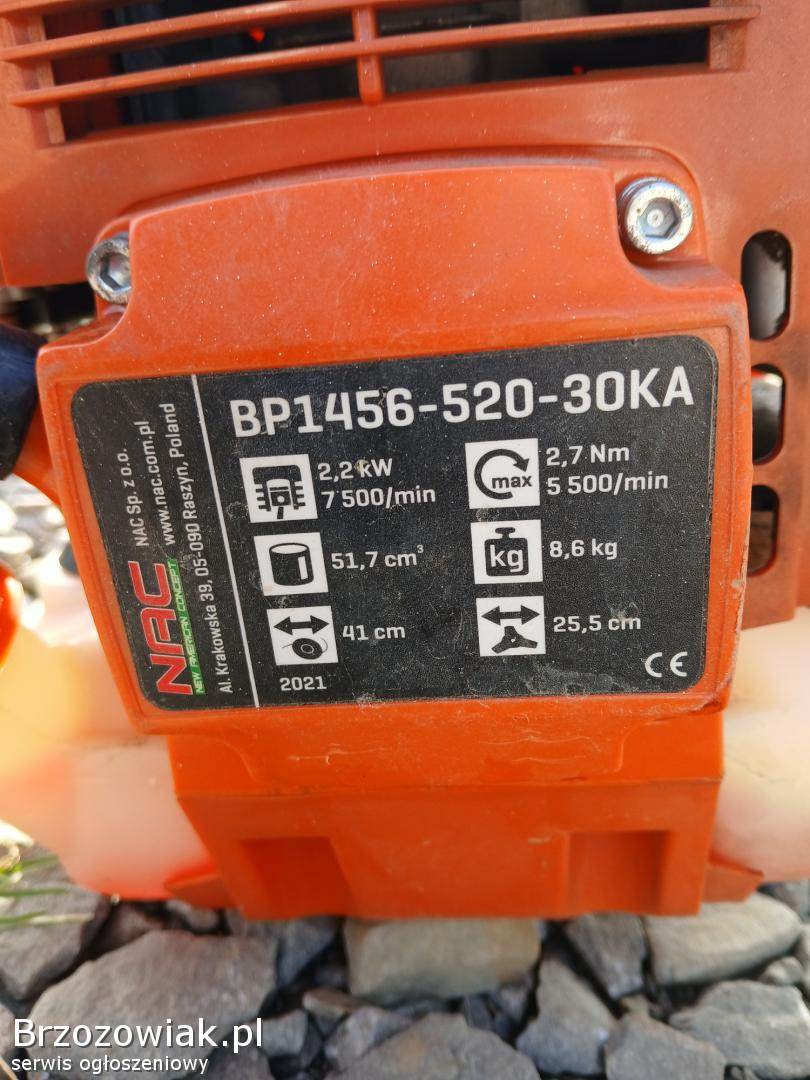 BP1456-520-30KA
2,2 kW
7 500/min
2,7 Nm
5 500/min
max
51,7 cm³
kg
8,6 kg
41 cm
25,5 cm
2021
CE
NAC
NEW AMERICAN CONCEPT
NAC Sp. z o.o.
www.nac.com.pl
Al. Krakowska 39, 05-090 Raszyn, Poland
Brzozowiak.pl
serwis ogłoszeniowy